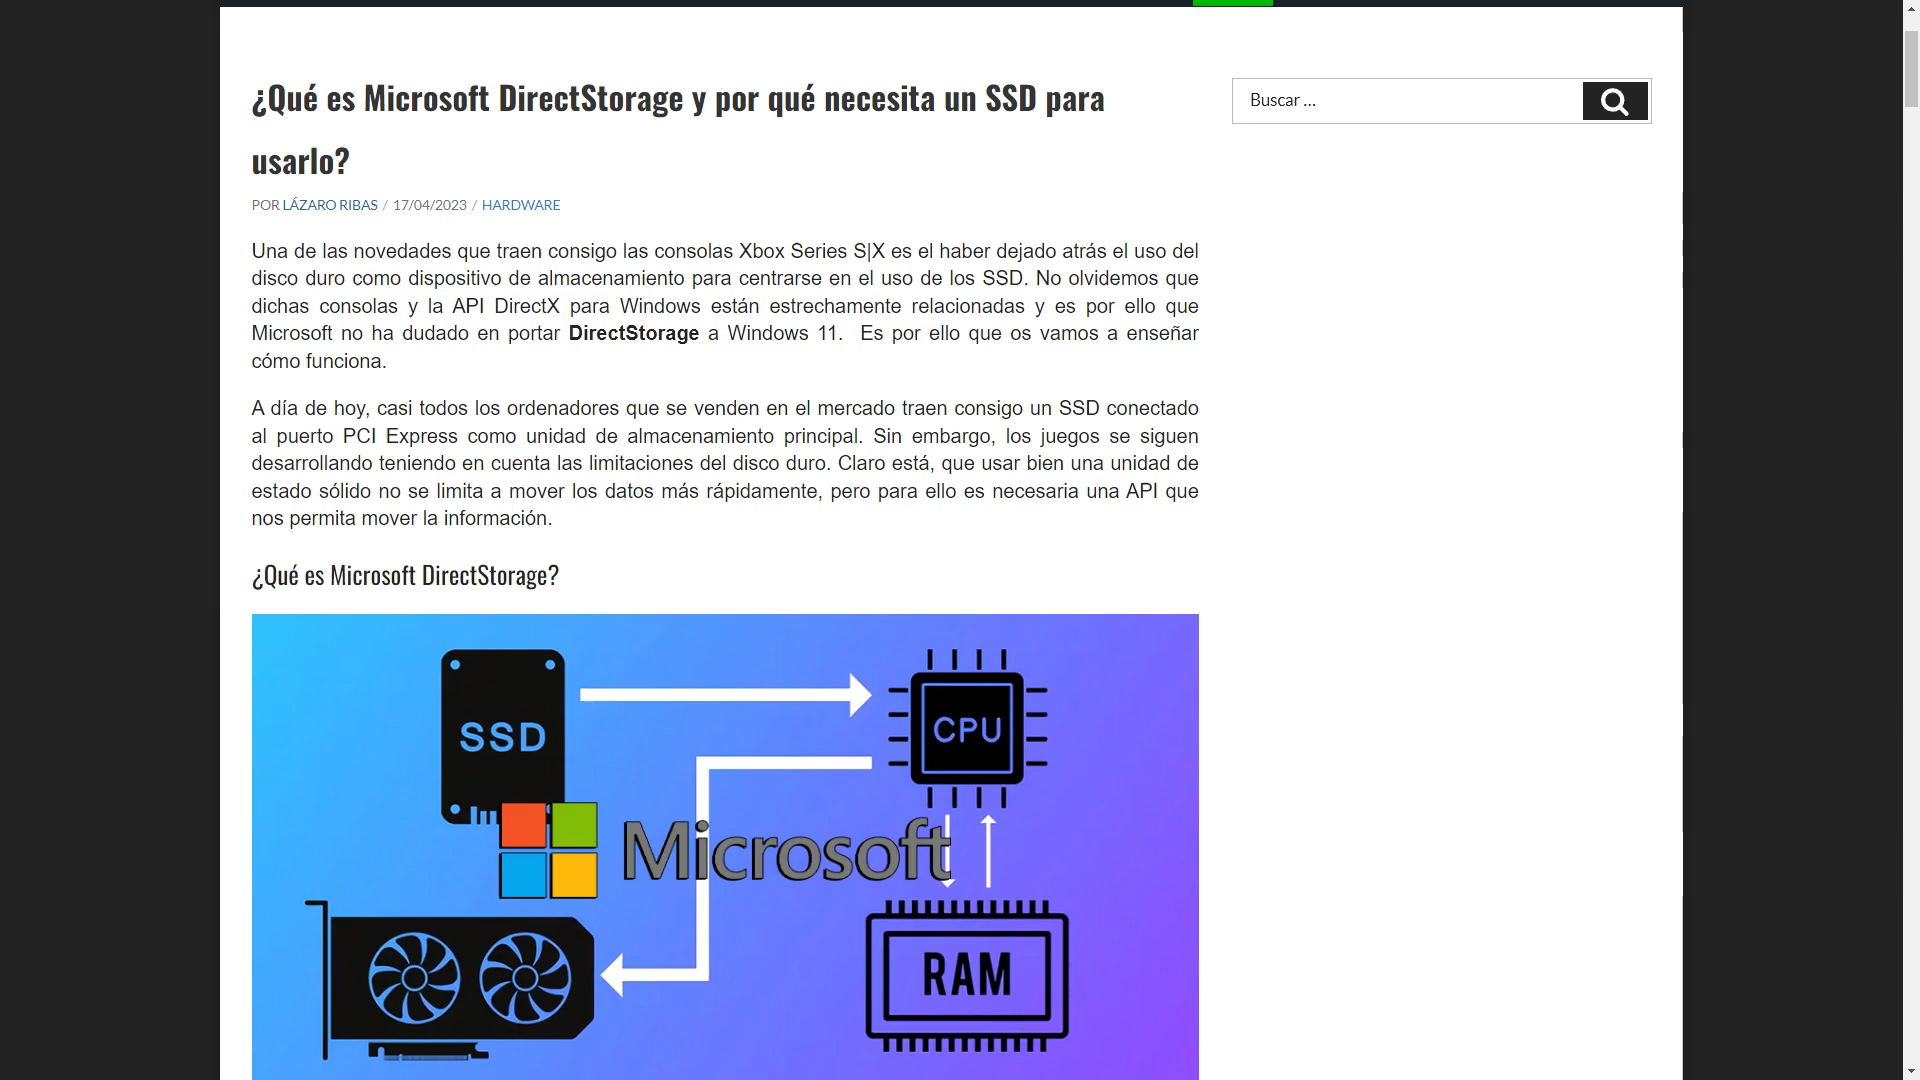 ¿Qué es Microsoft DirectStorage y por qué necesita un SSD para
usarlo?
Buscar ...
POR LÁZARO RIBAS / 17/04/2023 / HARDWARE
Una de las novedades que traen consigo las consolas Xbox Series S|X es el haber dejado atrás el uso del
disco duro como dispositivo de almacenamiento para centrarse en el uso de los SSD. No olvidemos que
dichas consolas y la API DirectX para Windows están estrechamente relacionadas y es por ello que
Microsoft no ha dudado en portar DirectStorage a Windows 11. Es por ello que os vamos a enseñar
cómo funciona.
A día de hoy, casi todos los ordenadores que se venden en el mercado traen consigo un SSD conectado
al puerto PCI Express como unidad de almacenamiento principal. Sin embargo, los juegos se siguen
desarrollando teniendo en cuenta las limitaciones del disco duro. Claro está, que usar bien una unidad de
estado sólido no se limita a mover los datos más rápidamente, pero para ello es necesaria una API que
nos permita mover la información.
¿Qué es Microsoft DirectStorage?
SSD
CPU
Microsoft
RAM